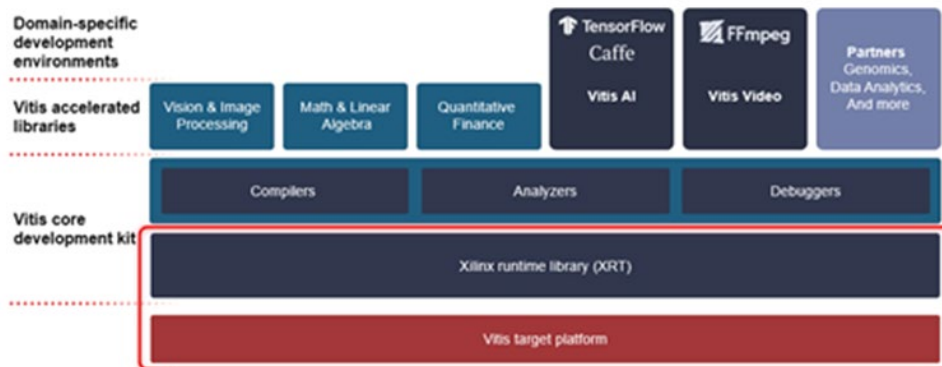 Domain-specific
development
environments
TensorFlow
Caffe
Vitis AI
FFmpeg
Vitis Video
Partners
Genomics,
Data Analytics,
And more
Vitis accelerated
libraries
Vision & Image
Processing
Math & Linear
Algebra
Quantitative
Finance
Vitis core
development kit
Compilers
Analyzers
Debuggers
Xilinx runtime library (XRT)
Vitis target platform